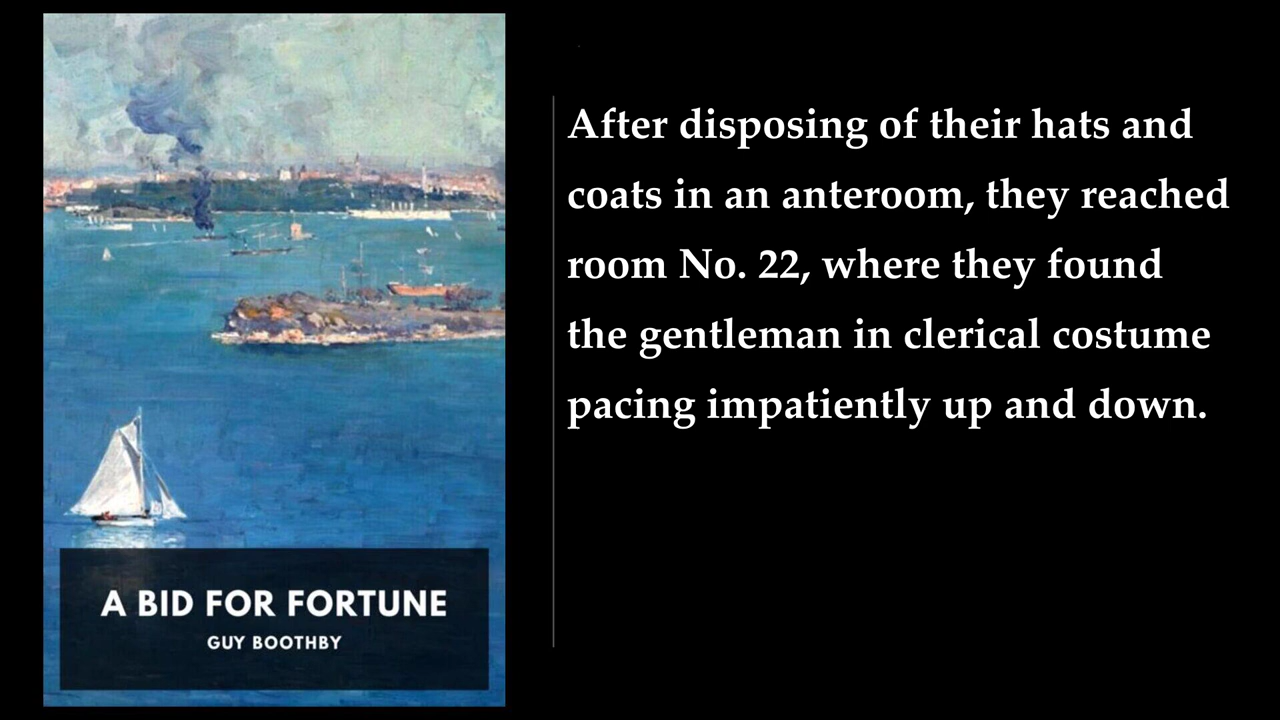 After disposing of their hats and
coats in an anteroom, they reached
room No. 22, where they found
the gentleman in clerical costume
pacing impatiently up and down.
A BID FOR FORTUNE
GUY BOOTHBY